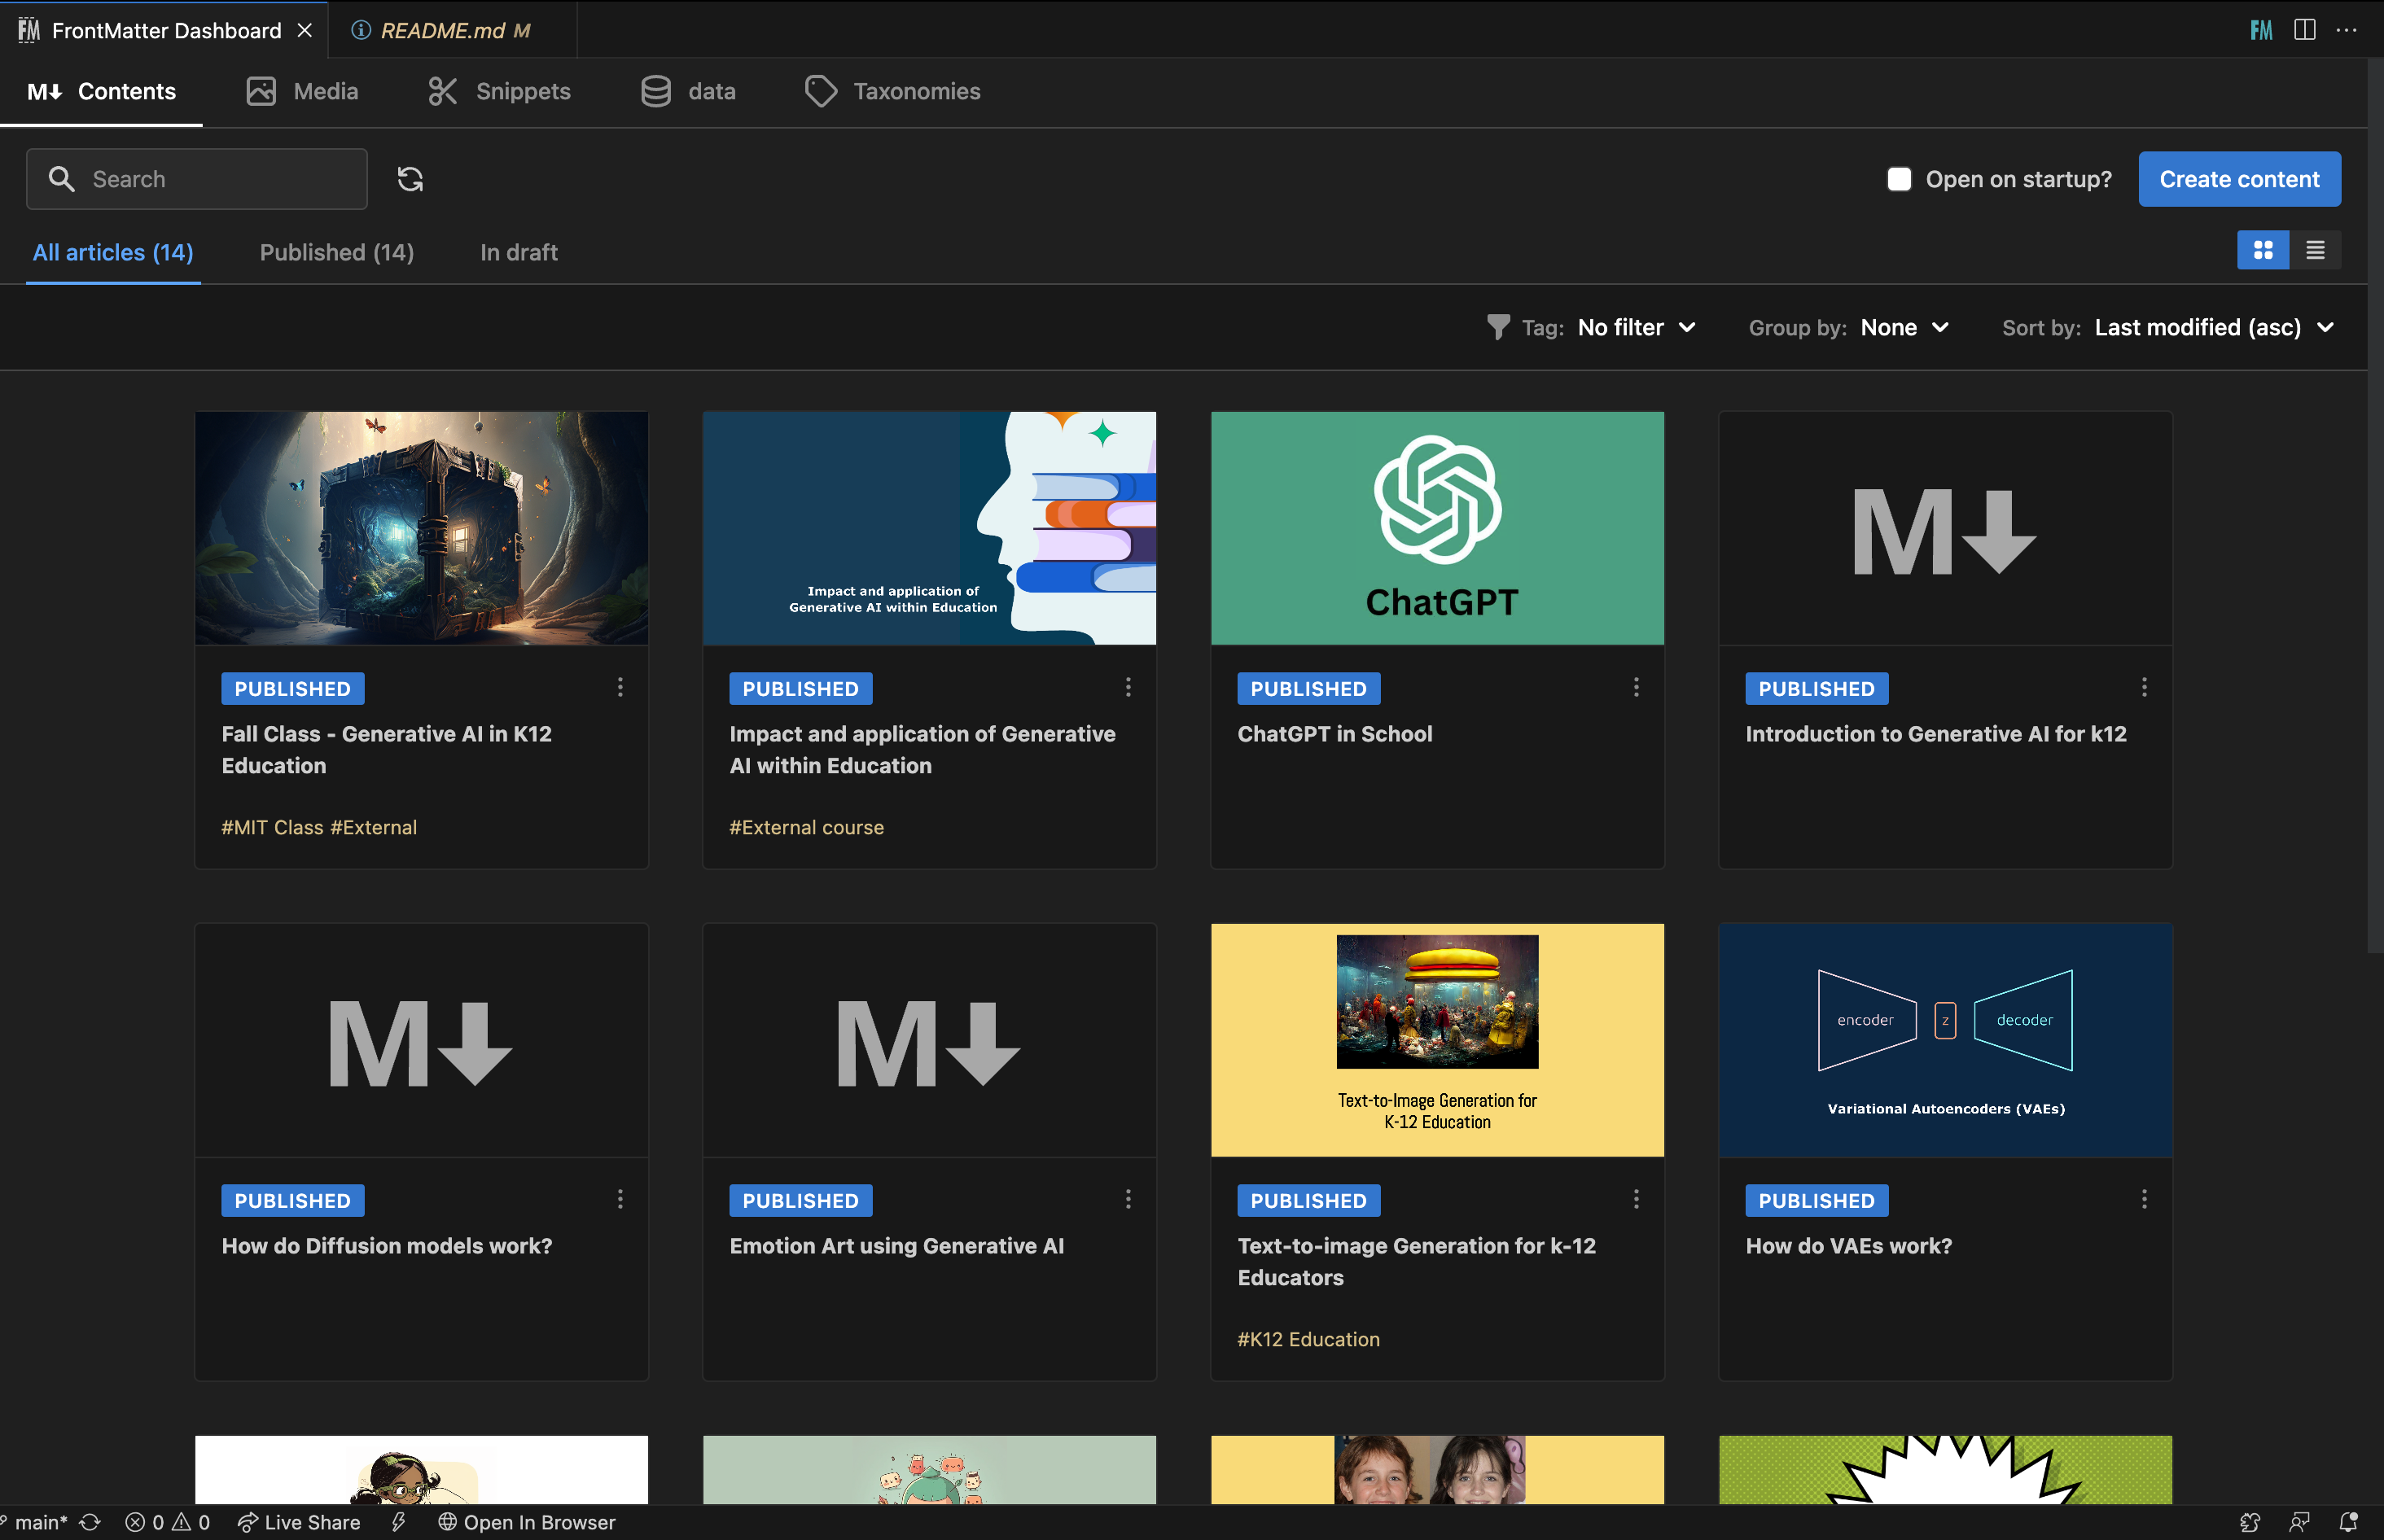 FM FrontMatter Dashboard
README.md M
FM
M Contents
Media
Snippets
data
Taxonomies
Search
Open on startup?
Create content
All articles (14)
Published (14)
In draft
Tag: No filter
Group by: None
Sort by: Last modified (asc)
Impact and application of
Generative AI within Education
ChatGPT
M
PUBLISHED
Fall Class - Generative AI in K12
Education
#MIT Class #External
PUBLISHED
Impact and application of Generative
AI within Education
#External course
PUBLISHED
ChatGPT in School
PUBLISHED
Introduction to Generative AI for k12
M
M
Text-to-Image Generation for
K-12 Education
encoder z decoder
Variational Autoencoders (VAEs)
PUBLISHED
How do Diffusion models work?
PUBLISHED
Emotion Art using Generative AI
PUBLISHED
Text-to-image Generation for k-12
Educators
#K12 Education
PUBLISHED
How do VAEs work?
main* 0 0 Live Share Open In Browser